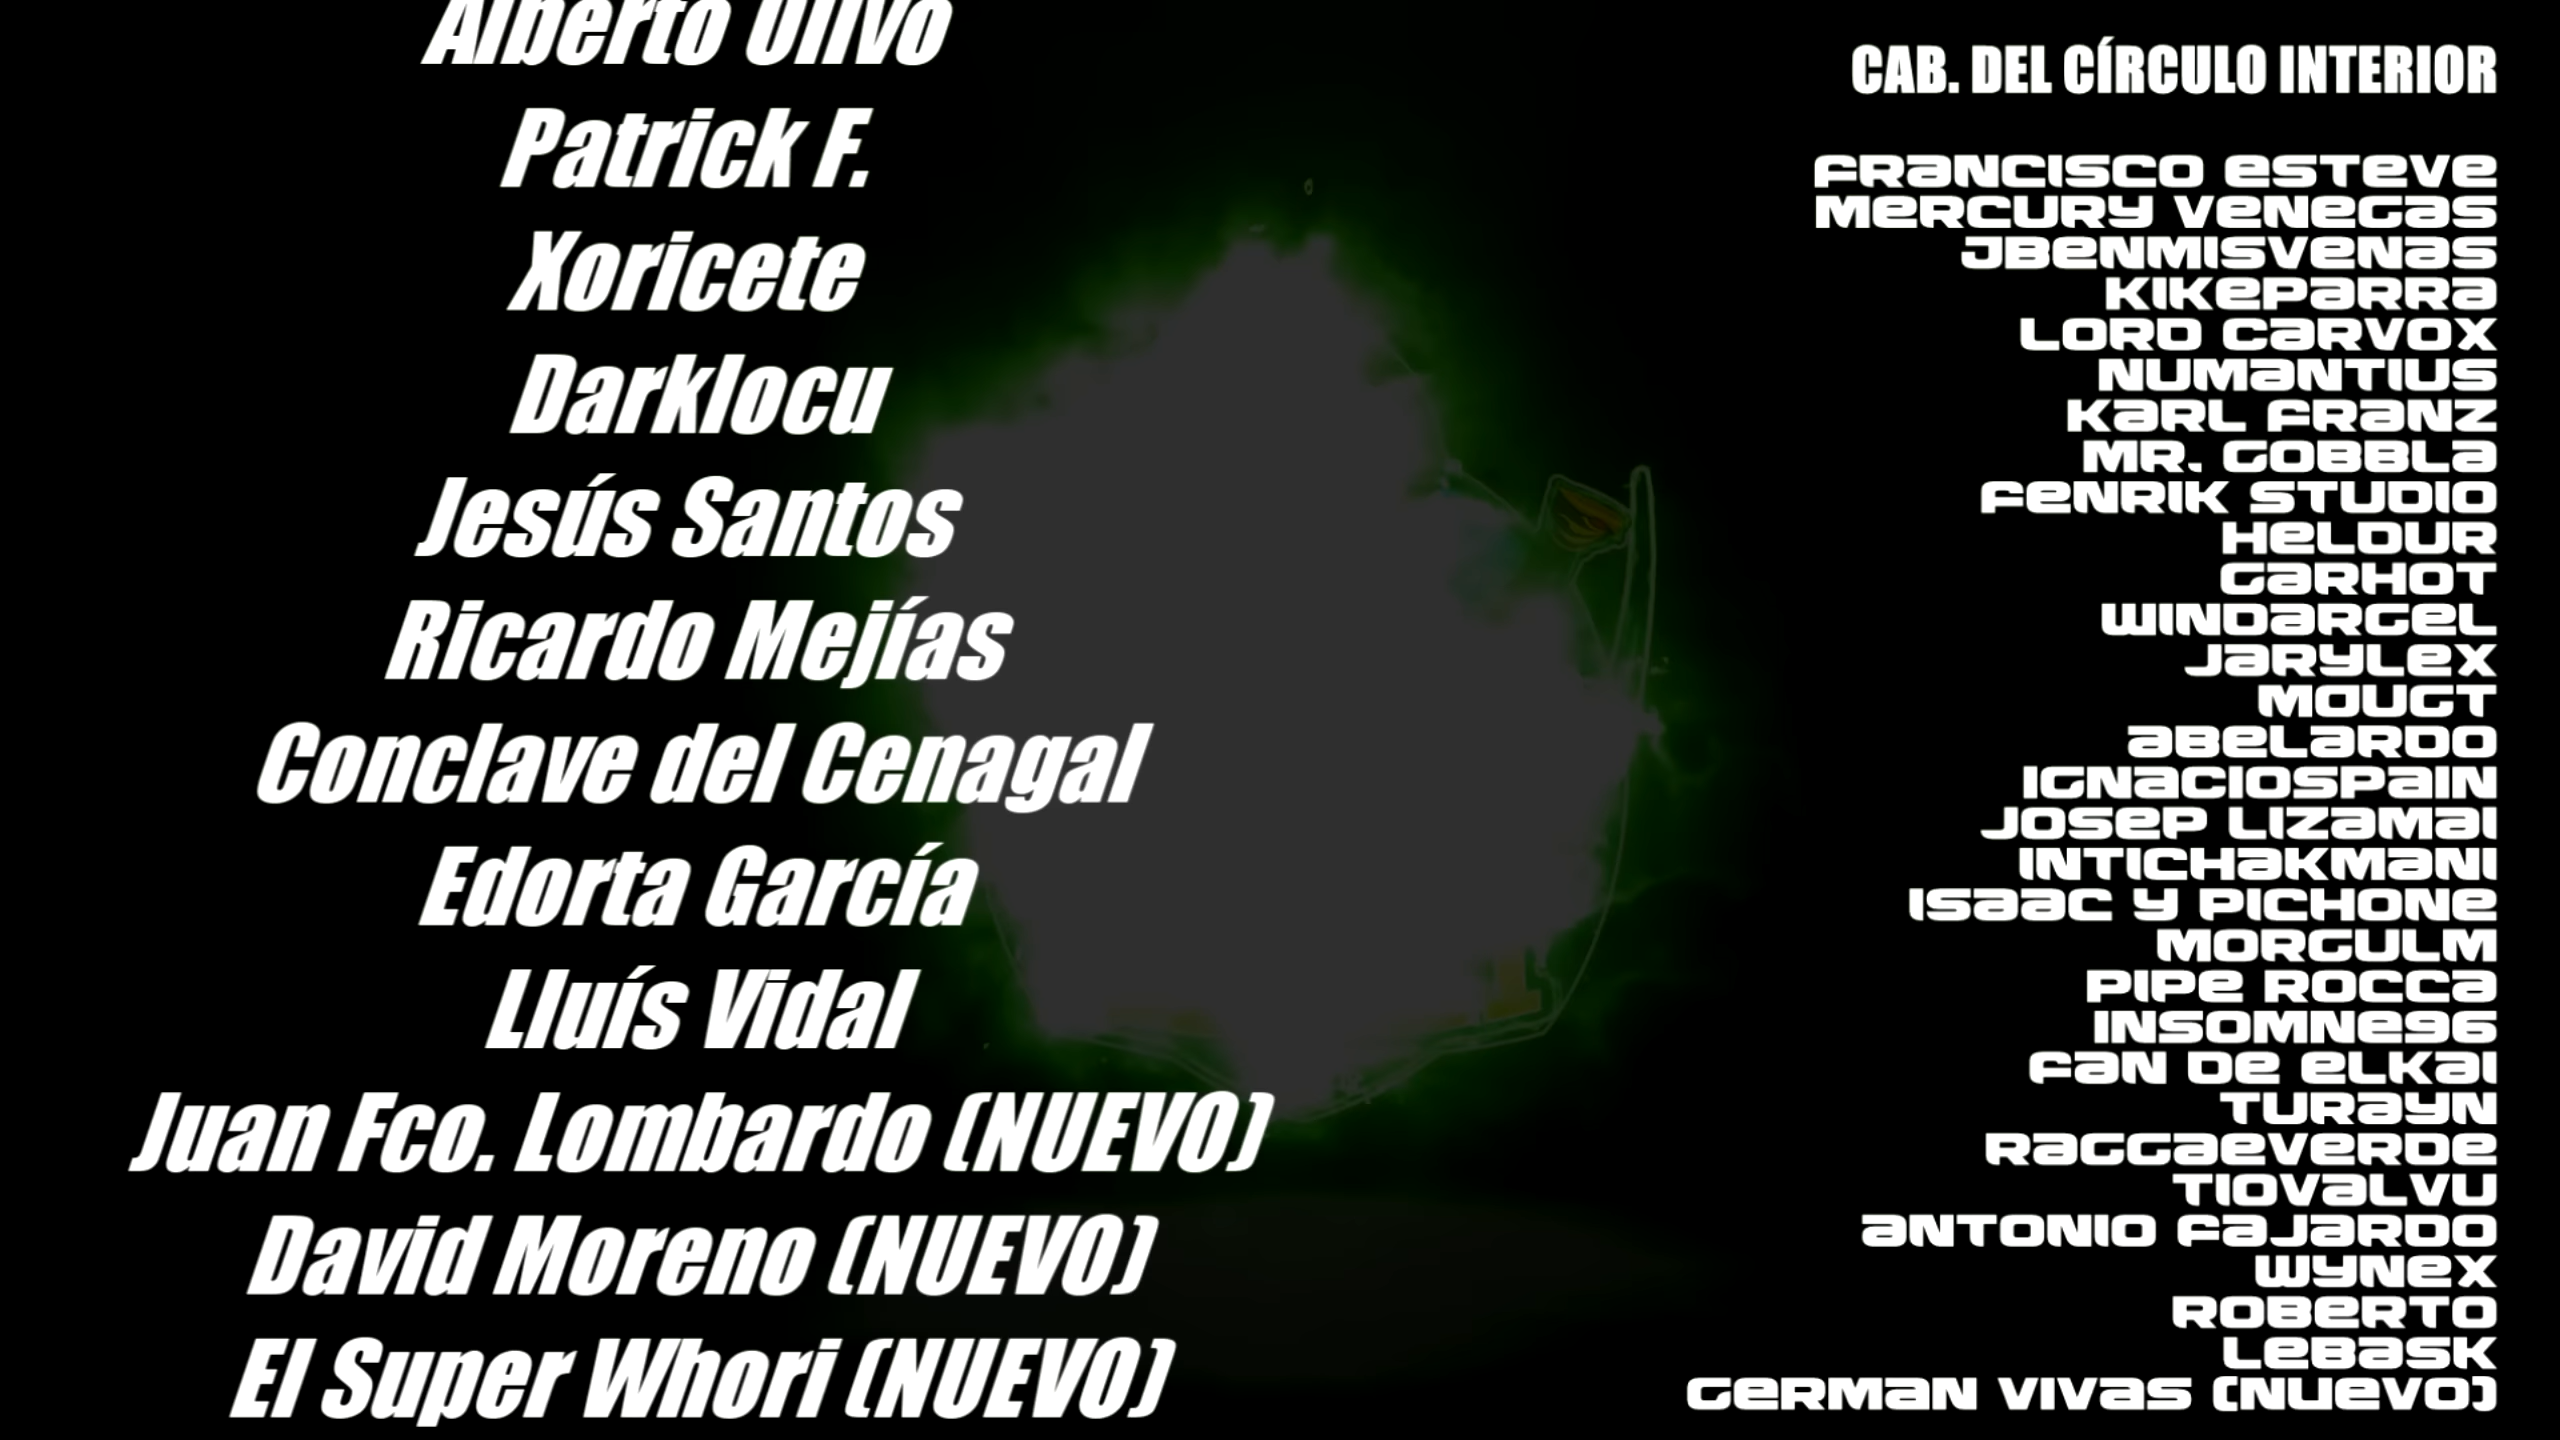 Alberto Olivo
Patrick F.
Xoricete
Darklocu
Jesús Santos
Ricardo Mejías
Conclave del Cenagal
Edorta García
Lluís Vidal
Juan Fco. Lombardo (NUEVO)
David Moreno (NUEVO)
El Super Whori (NUEVO)
CAB. DEL CÍRCULO INTERIOR
FRANCISCO ESTEVE
MERCURY VENEGAS
JBENMISVENAS
KIKEPARRA
LORD CARVOX
NUMANTIUS
KARL FRANZ
MR. GOBBLA
FENRIK STUDIO
HELDUR
GARHOT
WINDARGEL
JARYLEX
MOUGT
ABELARDO
IGNACIOSPAIN
JOSEP LIZAMAI
INTICHAKMANI
ISAAC Y PICHONE
MORGULM
PIPE ROCCA
INSOMNE96
FAN DE ELKAI
TURAYN
RAGGAEVERDE
TIOVALVU
ANTONIO FAJARDO
WYNEX
ROBERTO
LEBASK
GERMAN VIVAS (NUEVO)